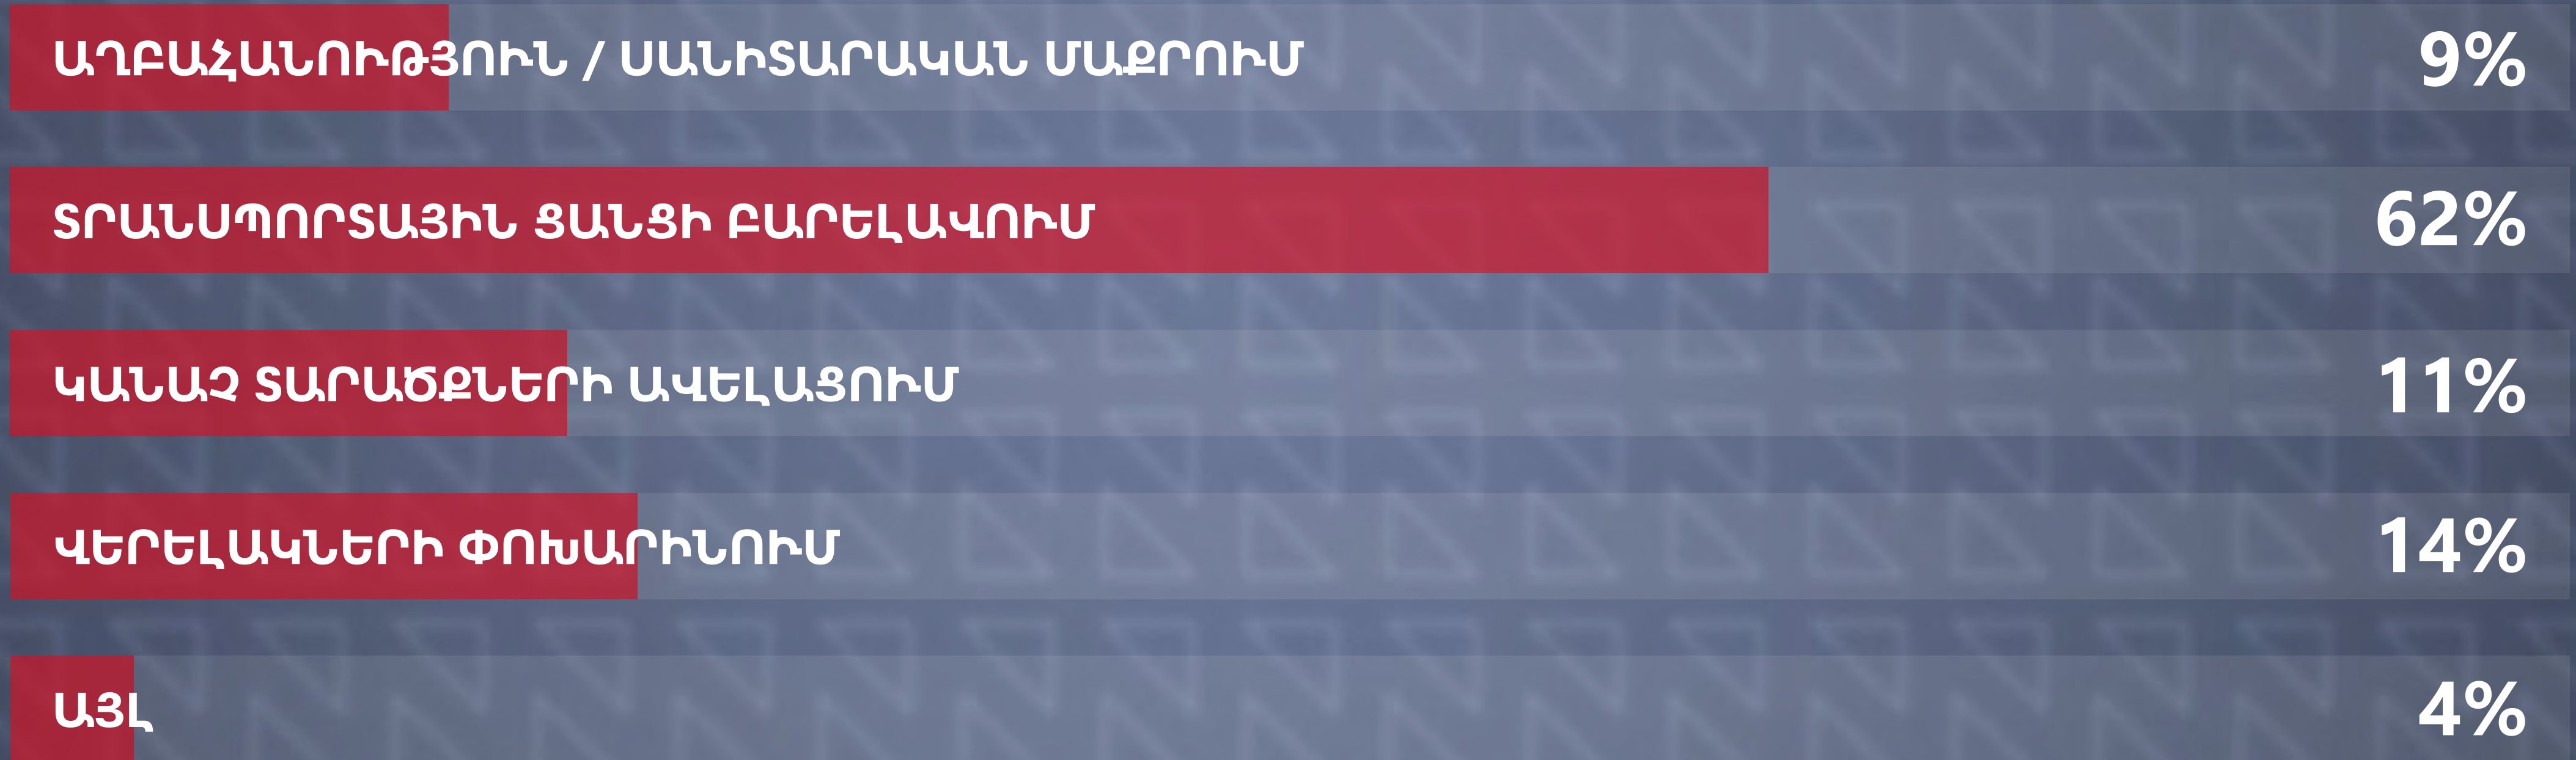 ԱՂԲԱՀԱՆՈՒԹՅՈՒՆ / ՍԱՆԻՏԱՐԱԿԱՆ ՄԱՔՐՈՒՄ 9%
ՏՐԱՆՍՊՈՐՏԱՅԻՆ ՑԱՆՑԻ ԲԱՐԵԼԱՎՈՒՄ 62%
ԿԱՆԱՉ ՏԱՐԱԾՔՆԵՐԻ ԱՎԵԼԱՑՈՒՄ 11%
ՎԵՐԵԼԱԿՆԵՐԻ ՓՈԽԱՐԻՆՈՒՄ 14%
ԱՅԼ 4%